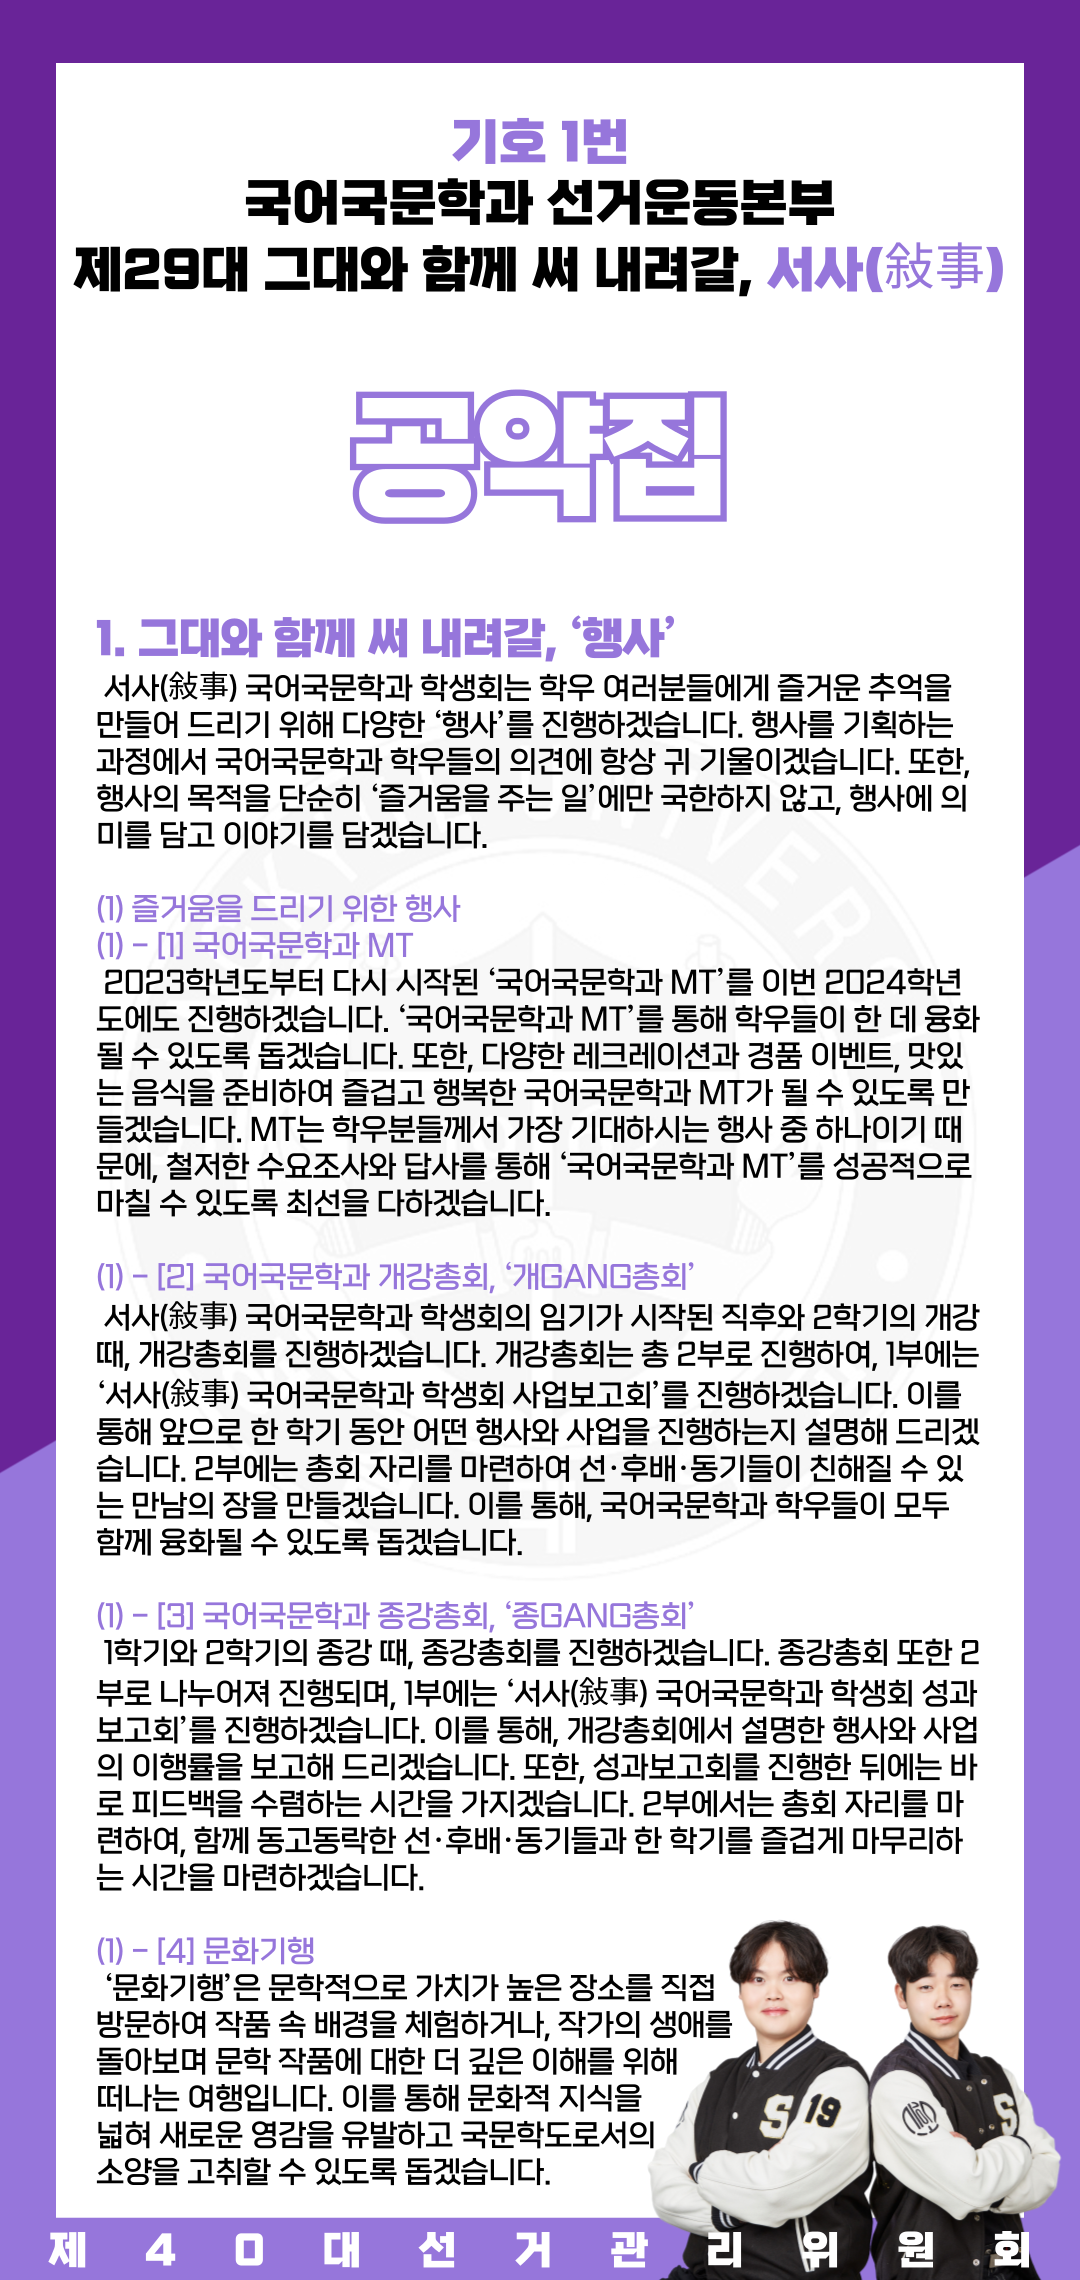 기호 1번
국어국문학과 선거운동본부
제29대 그대와 함께 써 내려갈, 서사(敍事)
공약집
1. 그대와 함께 써 내려갈, ‘행사’
서사(敍事) 국어국문학과 학생회는 학우 여러분들에게 즐거운 추억을
만들어 드리기 위해 다양한 ‘행사’를 진행하겠습니다. 행사를 기획하는
과정에서 국어국문학과 학우들의 의견에 항상 귀 기울이겠습니다. 또한,
행사의 목적을 단순히 ‘즐거움을 주는 일’에만 국한하지 않고, 행사에 의
미를 담고 이야기를 담겠습니다.
(1) 즐거움을 드리기 위한 행사
(1) - [1] 국어국문학과 MT
2023학년도부터 다시 시작된 ‘국어국문학과 MT’를 이번 2024학년
도에도 진행하겠습니다. ‘국어국문학과 MT’를 통해 학우들이 한 데 융화
될 수 있도록 돕겠습니다. 또한, 다양한 레크레이션과 경품 이벤트, 맛있
는 음식을 준비하여 즐겁고 행복한 국어국문학과 MT가 될 수 있도록 만
들겠습니다. MT는 학우분들께서 가장 기대하시는 행사 중 하나이기 때
문에, 철저한 수요조사와 답사를 통해 ‘국어국문학과 MT’를 성공적으로
마칠 수 있도록 최선을 다하겠습니다.
(1) - [2] 국어국문학과 개강총회, ‘개GANG총회’
서사(敍事) 국어국문학과 학생회의 임기가 시작된 직후와 2학기의 개강
때, 개강총회를 진행하겠습니다. 개강총회는 총 2부로 진행하여, 1부에는
‘서사(敍事) 국어국문학과 학생회 사업보고회’를 진행하겠습니다. 이를
통해 앞으로 한 학기 동안 어떤 행사와 사업을 진행하는지 설명해 드리겠
습니다. 2부에는 총회 자리를 마련하여 선·후배·동기들이 친해질 수 있
는 만남의 장을 만들겠습니다. 이를 통해, 국어국문학과 학우들이 모두
함께 융화될 수 있도록 돕겠습니다.
(1) - [3] 국어국문학과 종강총회, ‘종GANG총회’
1학기와 2학기의 종강 때, 종강총회를 진행하겠습니다. 종강총회 또한 2
부로 나누어져 진행되며, 1부에는 ‘서사(敍事) 국어국문학과 학생회 성과
보고회’를 진행하겠습니다. 이를 통해, 개강총회에서 설명한 행사와 사업
의 이행률을 보고해 드리겠습니다. 또한, 성과보고회를 진행한 뒤에는 바
로 피드백을 수렴하는 시간을 가지겠습니다. 2부에서는 총회 자리를 마
련하여, 함께 동고동락한 선·후배·동기들과 한 학기를 즐겁게 마무리하
는 시간을 마련하겠습니다.
(1) - [4] 문화기행
‘문화기행’은 문학적으로 가치가 높은 장소를 직접
방문하여 작품 속 배경을 체험하거나, 작가의 생애를
돌아보며 문학 작품에 대한 더 깊은 이해를 위해
떠나는 여행입니다. 이를 통해 문화적 지식을
넓혀 새로운 영감을 유발하고 국문학도로서의
소양을 고취할 수 있도록 돕겠습니다.
S 19
S
제40대선거관리위원회